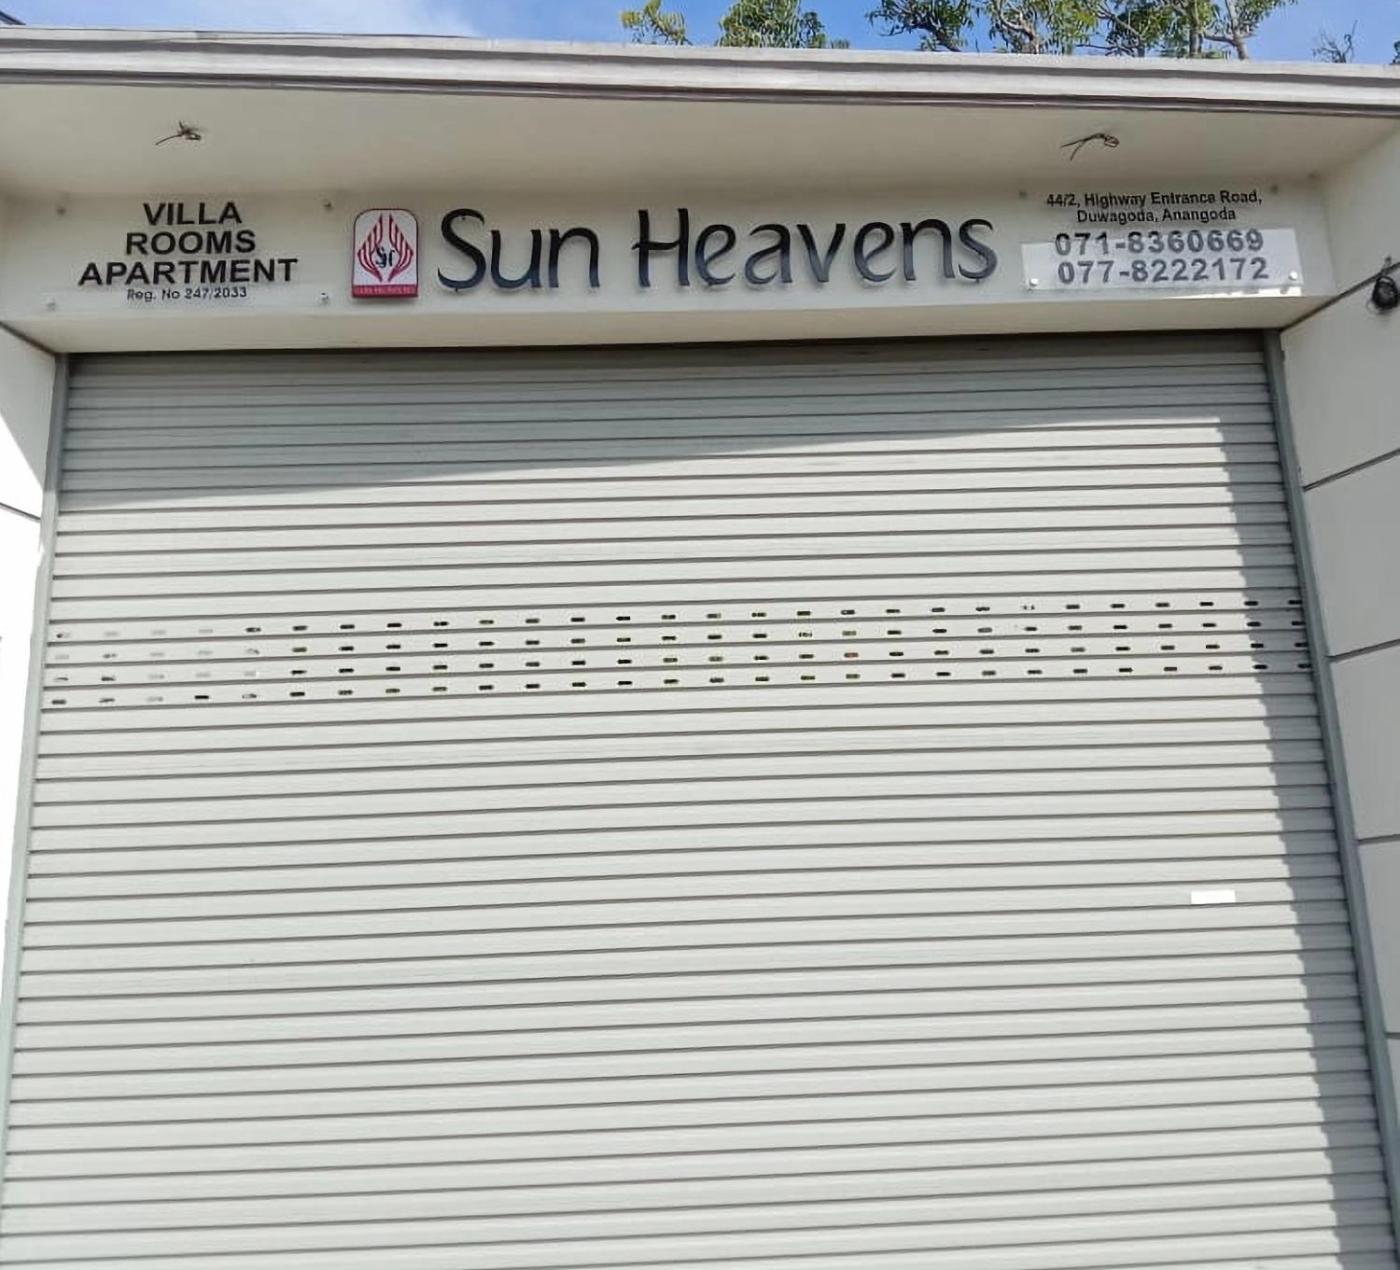 VILLA
ROOMS
APARTMENT
Reg. No 247/2033
Sun Heavens
44/2, Highway Entrance Road,
Duwagoda, Anangoda
071-8360669
077-8222172